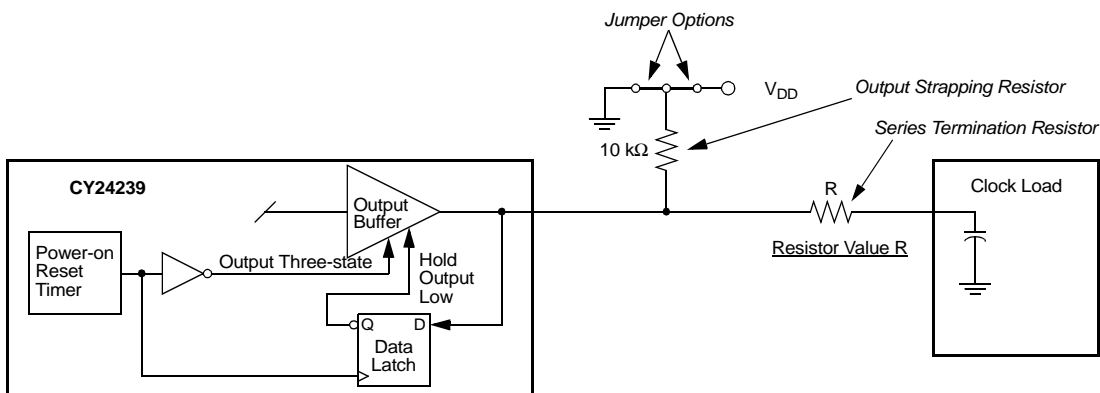 Jumper Options
VDD
Output Strapping Resistor
Series Termination Resistor
10 kΩ
CY24239
Clock Load
Output
Buffer
R
Resistor Value R
Power-on
Reset
Timer
Output Three-state
Hold
Output
Low
Q
D
Data
Latch